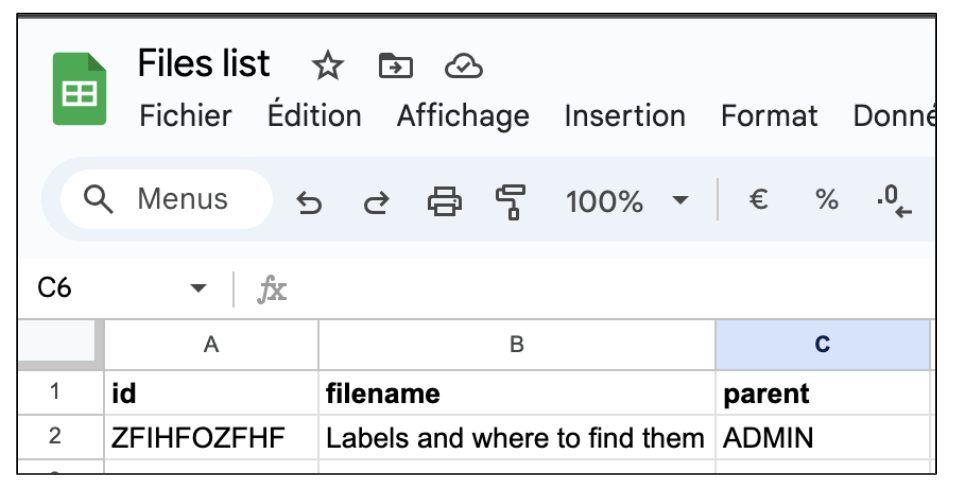 Files list
Fichier Édition Affichage Insertion Format Donné
Menus 100% € % .0
C6 fx
A B C
1 id filename parent
2 ZFIHFOZFHF Labels and where to find them ADMIN